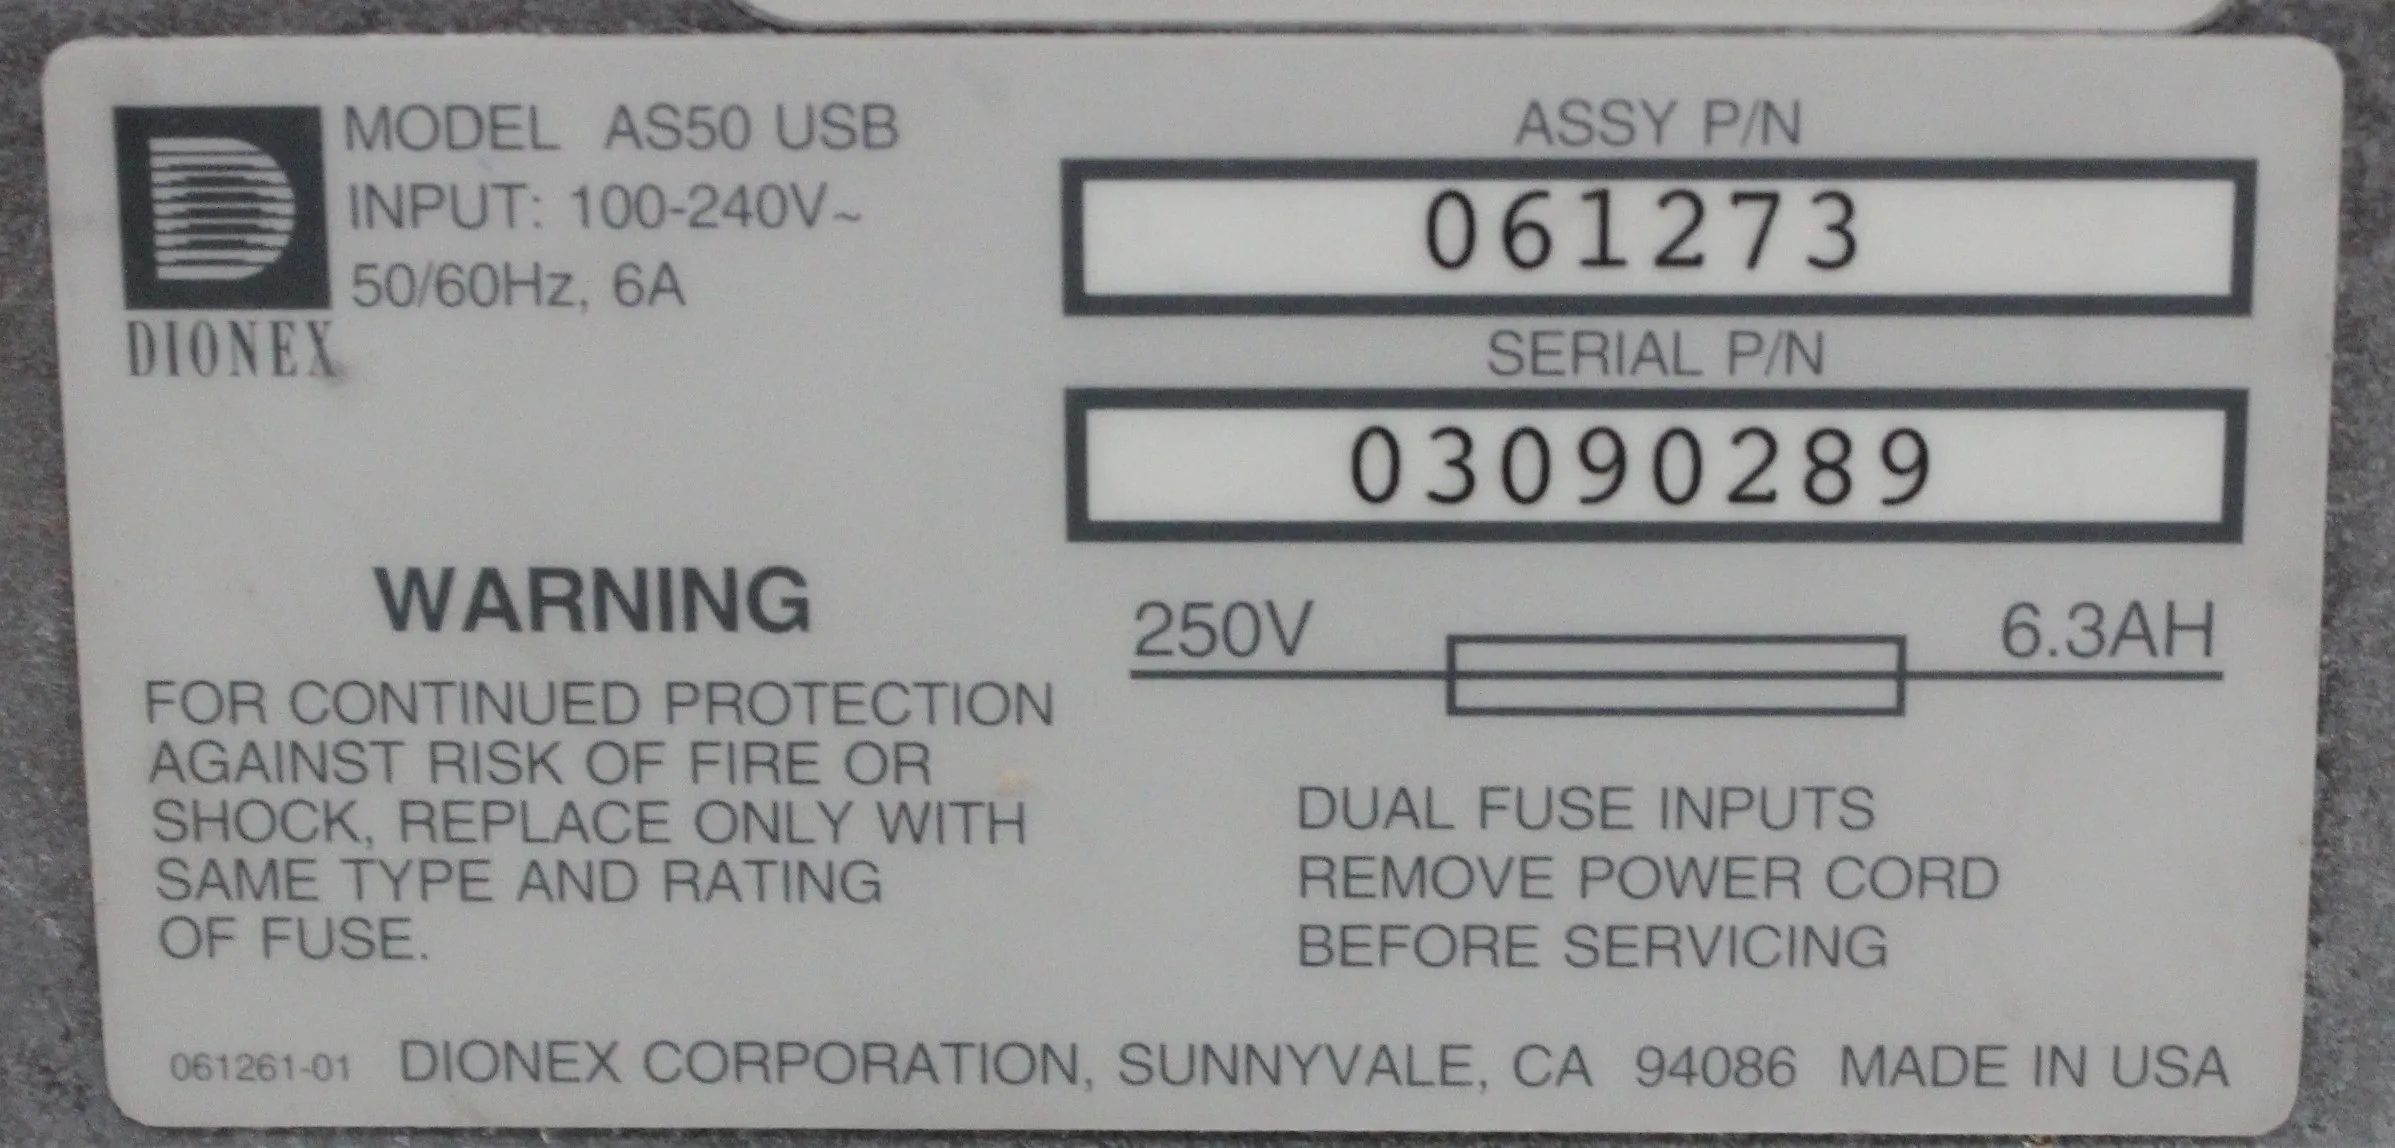 MODEL AS50 USB
INPUT: 100-240V~
50/60Hz, 6A
DIONEX
ASSY P/N
061273
SERIAL P/N
03090289
WARNING
FOR CONTINUED PROTECTION
AGAINST RISK OF FIRE OR
SHOCK, REPLACE ONLY WITH
SAME TYPE AND RATING
OF FUSE.
250V 6.3AH
DUAL FUSE INPUTS
REMOVE POWER CORD
BEFORE SERVICING
061261-01 DIONEX CORPORATION, SUNNYVALE, CA 94086 MADE IN USA